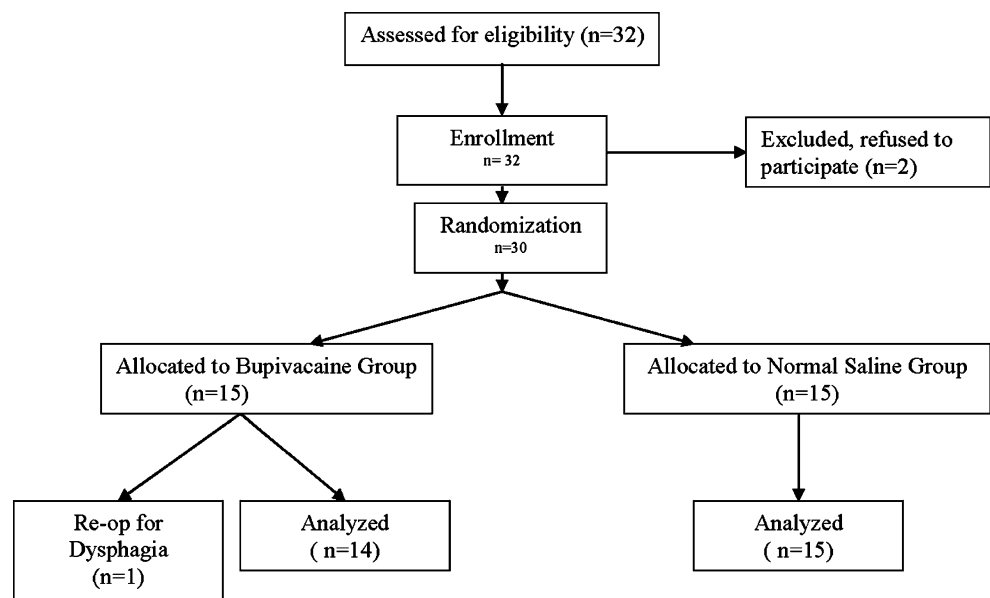 Assessed for eligibility (n=32)
Enrollment
n= 32
Excluded, refused to
participate (n=2)
Randomization
n=30
Allocated to Bupivacaine Group
(n=15)
Allocated to Normal Saline Group
(n=15)
Re-op for
Dysphagia
(n=1)
Analyzed
( n=14)
Analyzed
( n=15)